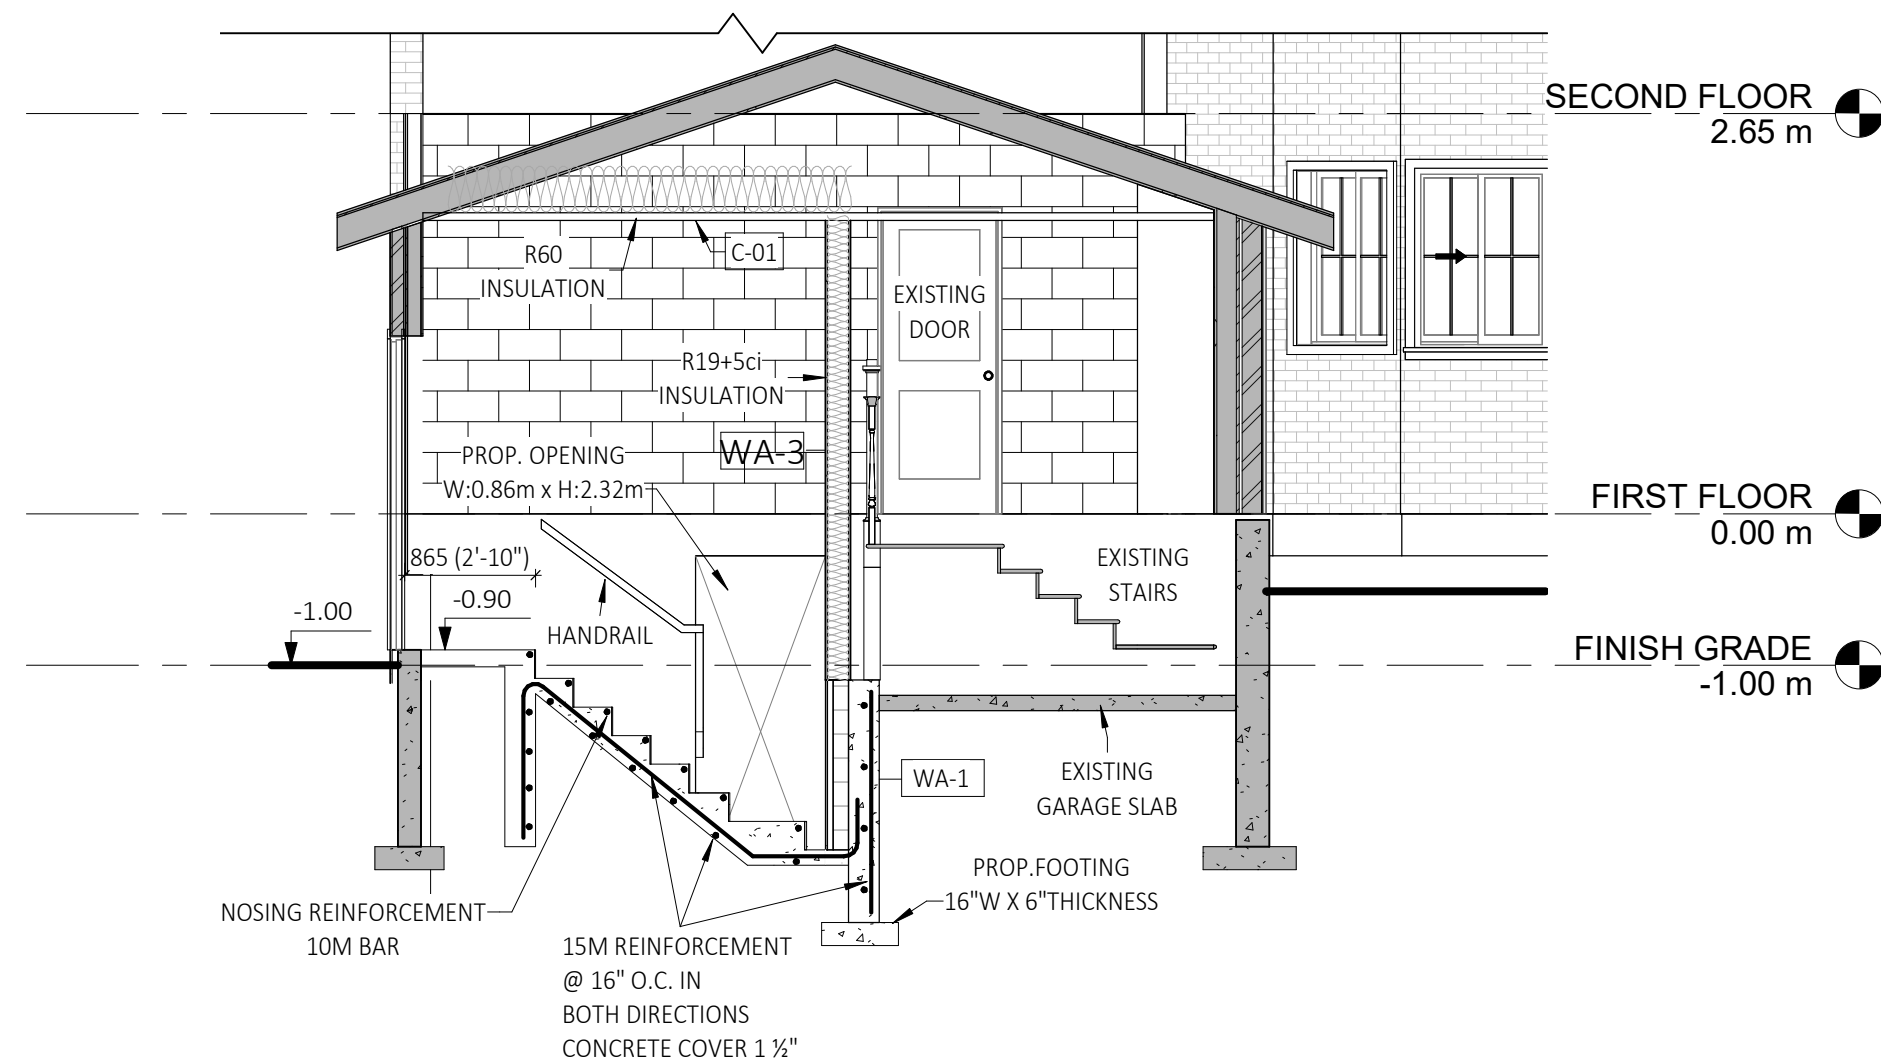 SECOND FLOOR
2.65 m
R60
INSULATION
C-01
EXISTING
DOOR
R19+5ci
INSULATION
WA-3
PROP. OPENING
W:0.86m x H:2.32m
FIRST FLOOR
0.00 m
865 (2'-10")
-0.90
-1.00
HANDRAIL
EXISTING
STAIRS
FINISH GRADE
-1.00 m
WA-1
EXISTING
GARAGE SLAB
PROP.FOOTING
16"W X 6"THICKNESS
NOSING REINFORCEMENT
10M BAR
15M REINFORCEMENT
@ 16" O.C. IN
BOTH DIRECTIONS
CONCRETE COVER 1 ½"